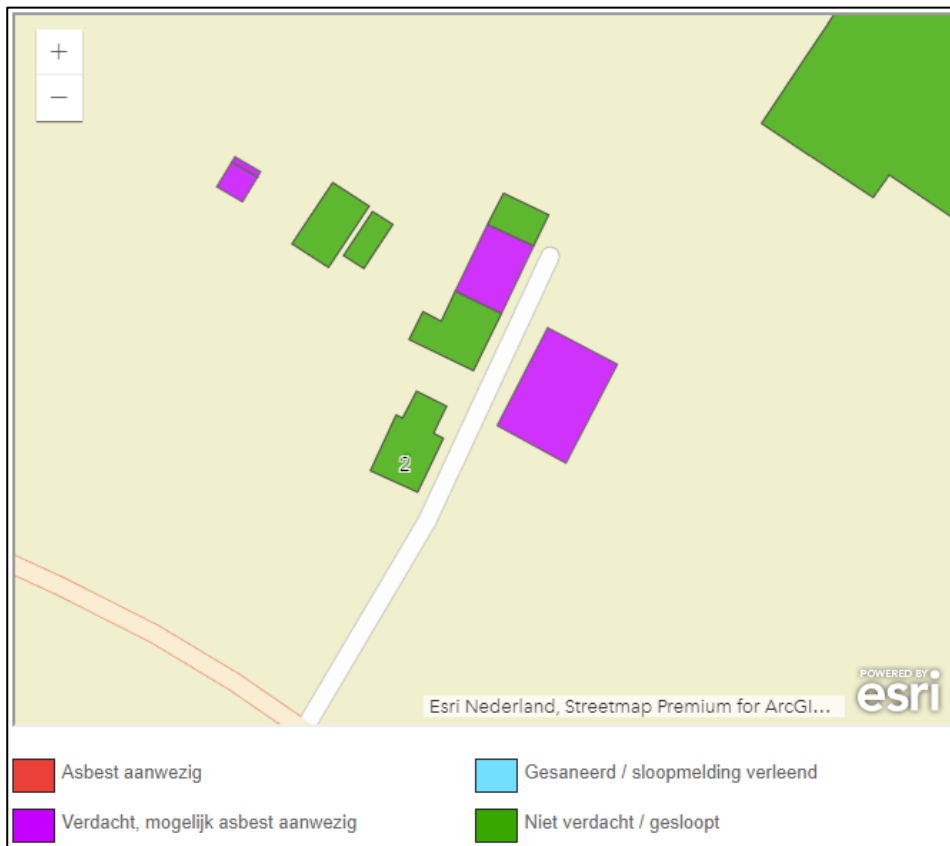 +
−
2
Esri Nederland, Streetmap Premium for ArcGI...
POWERED BY
esri
Asbest aanwezig
Gesaneerd / sloopmelding verleend
Verdacht, mogelijk asbest aanwezig
Niet verdacht / gesloopt